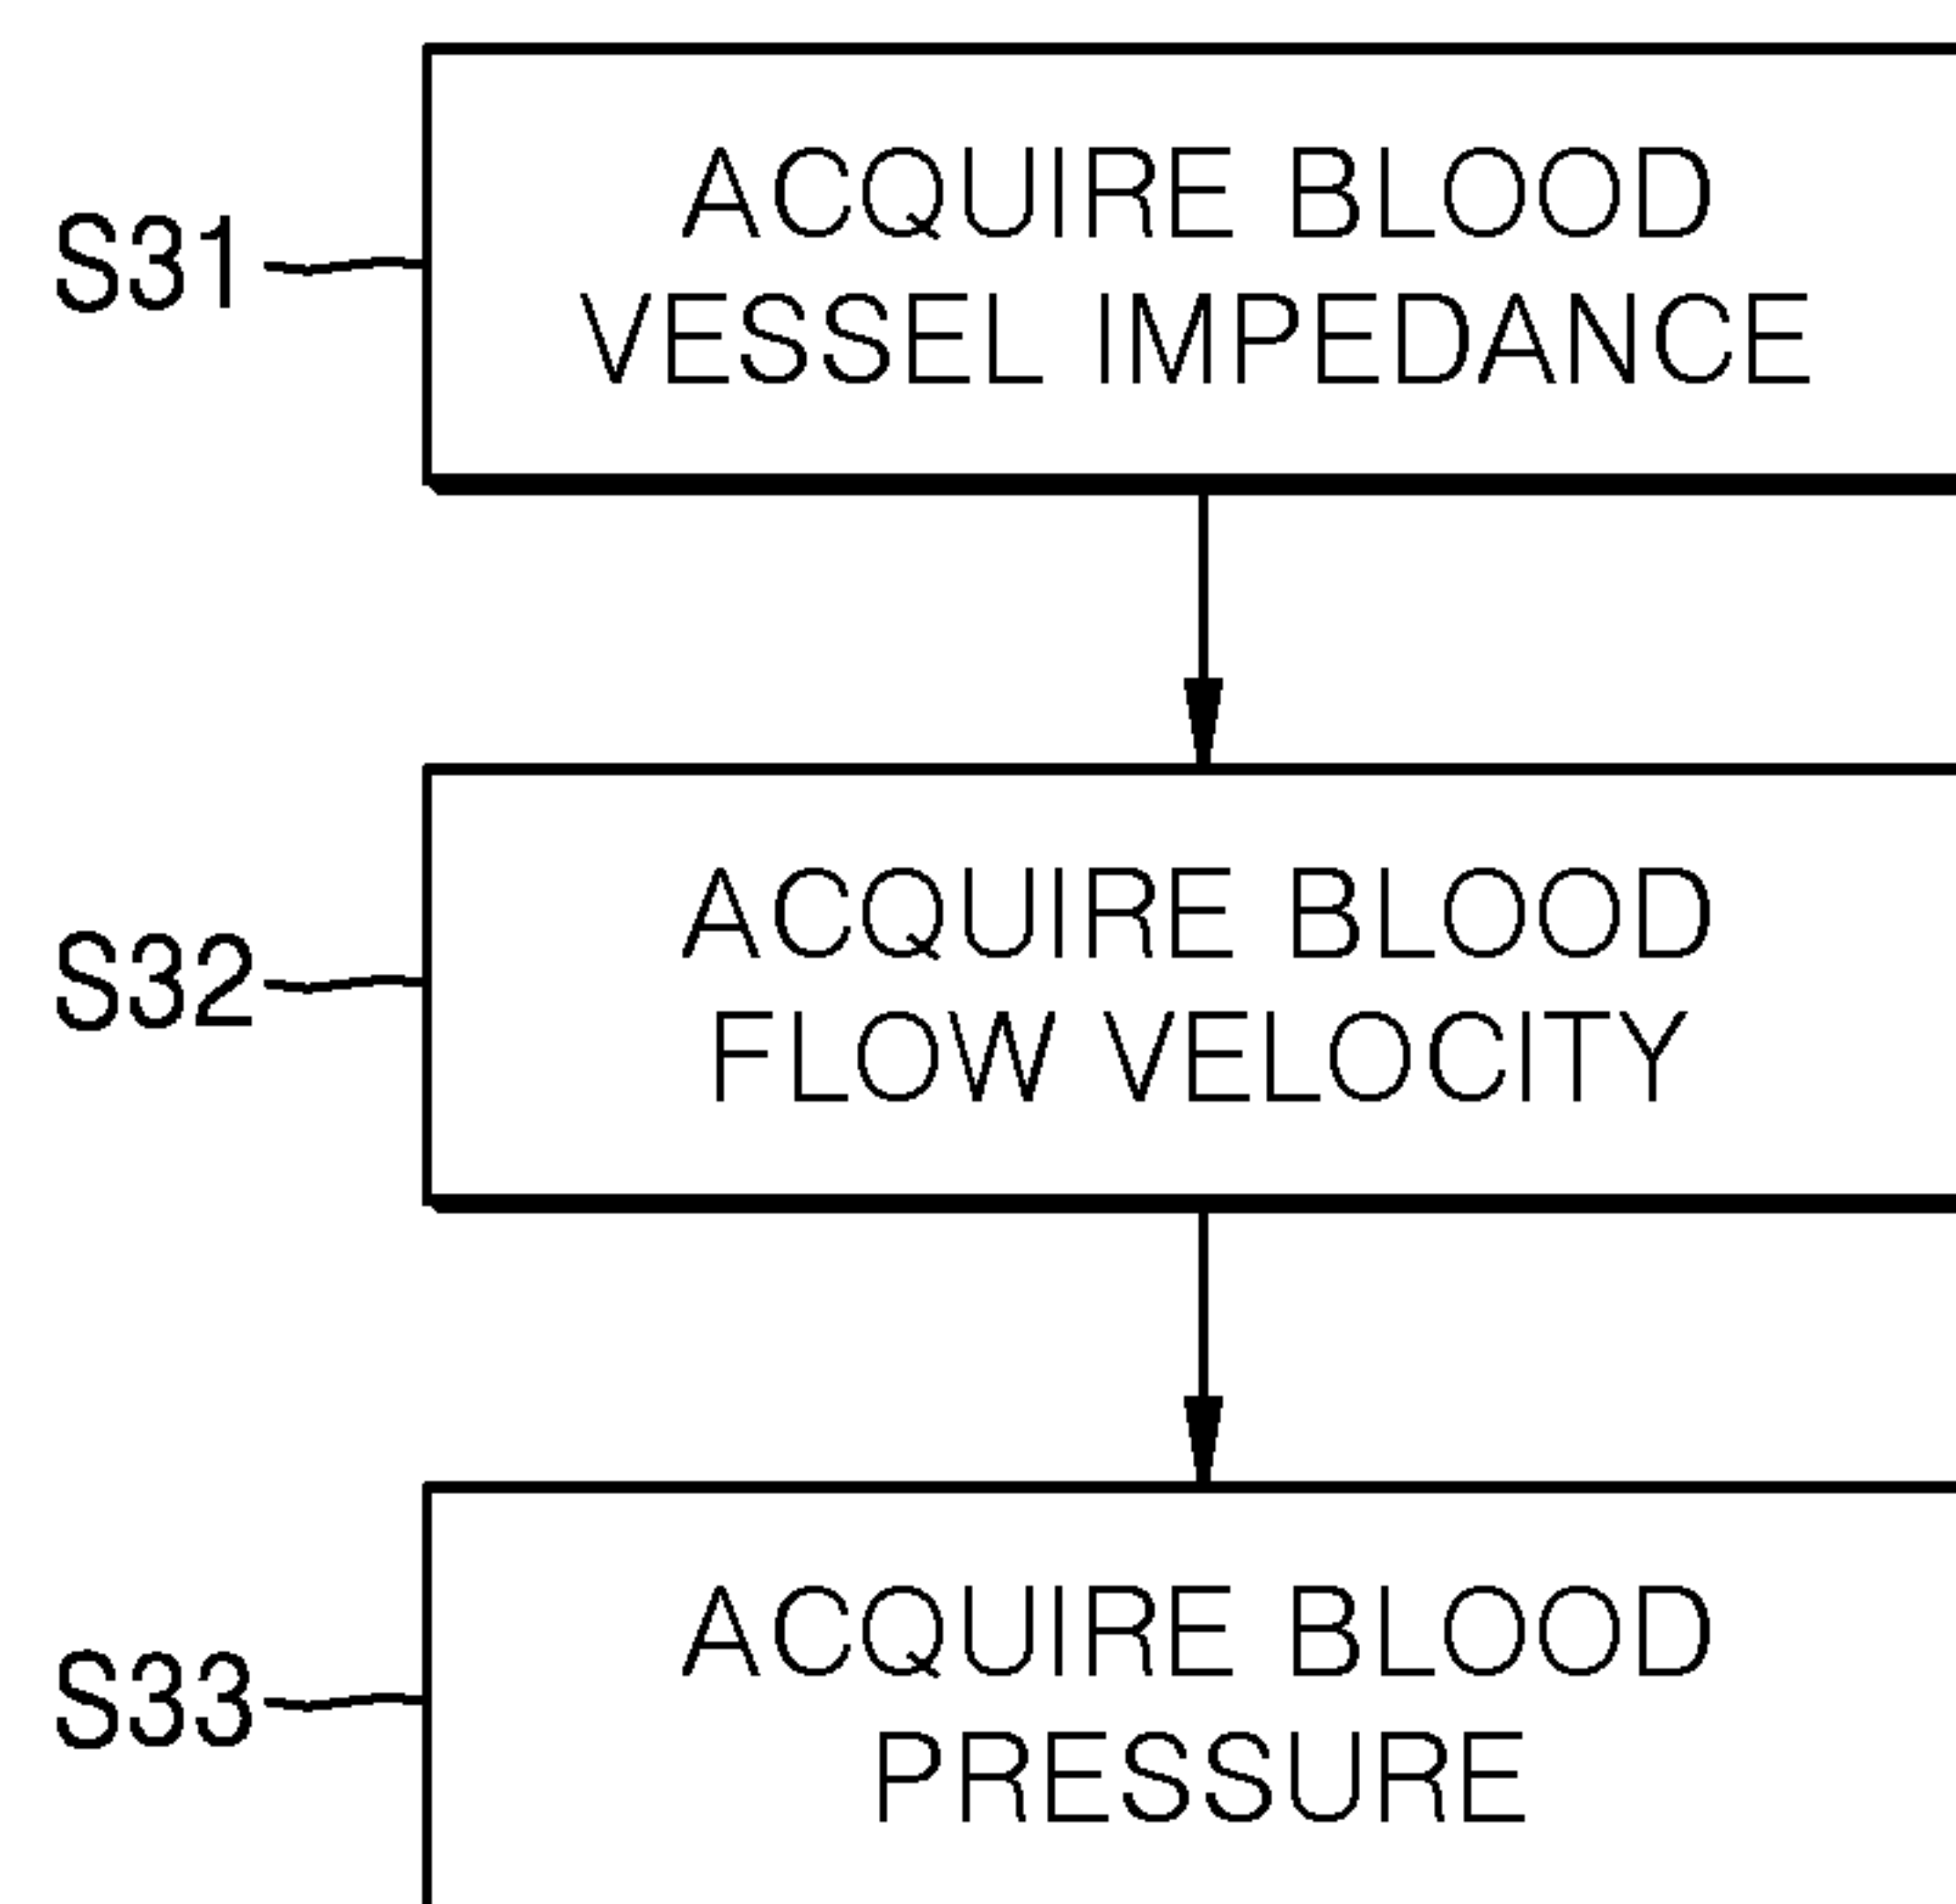 S31
ACQUIRE BLOOD
VESSEL IMPEDANCE
S32
ACQUIRE BLOOD
FLOW VELOCITY
S33
ACQUIRE BLOOD
PRESSURE